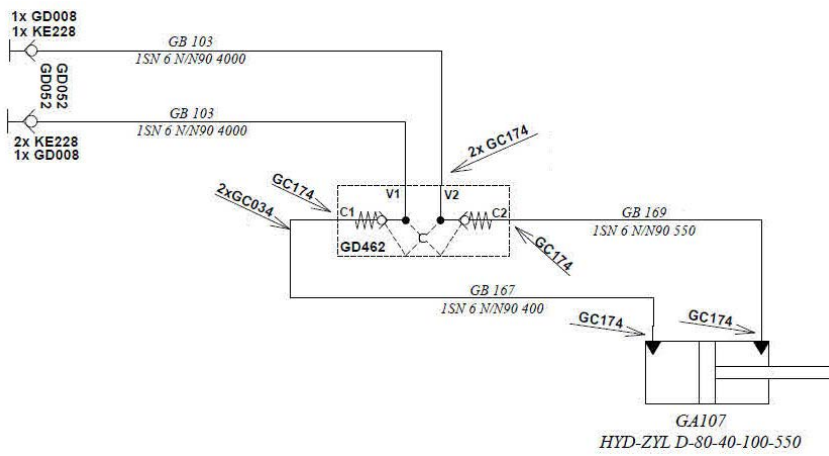 1x GD008
1x KE228
GD052
GD052
2x KE228
1x GD008
GB 103
1SN 6 N/N90 4000
GB 103
1SN 6 N/N90 4000
2x GC174
GC174
2xGC034
V1 V2
C1 C2
GD462
GC174
GB 169
1SN 6 N/N90 550
GB 167
1SN 6 N/N90 400
GC174
GC174
GA107
HYD-ZYL D-80-40-100-550